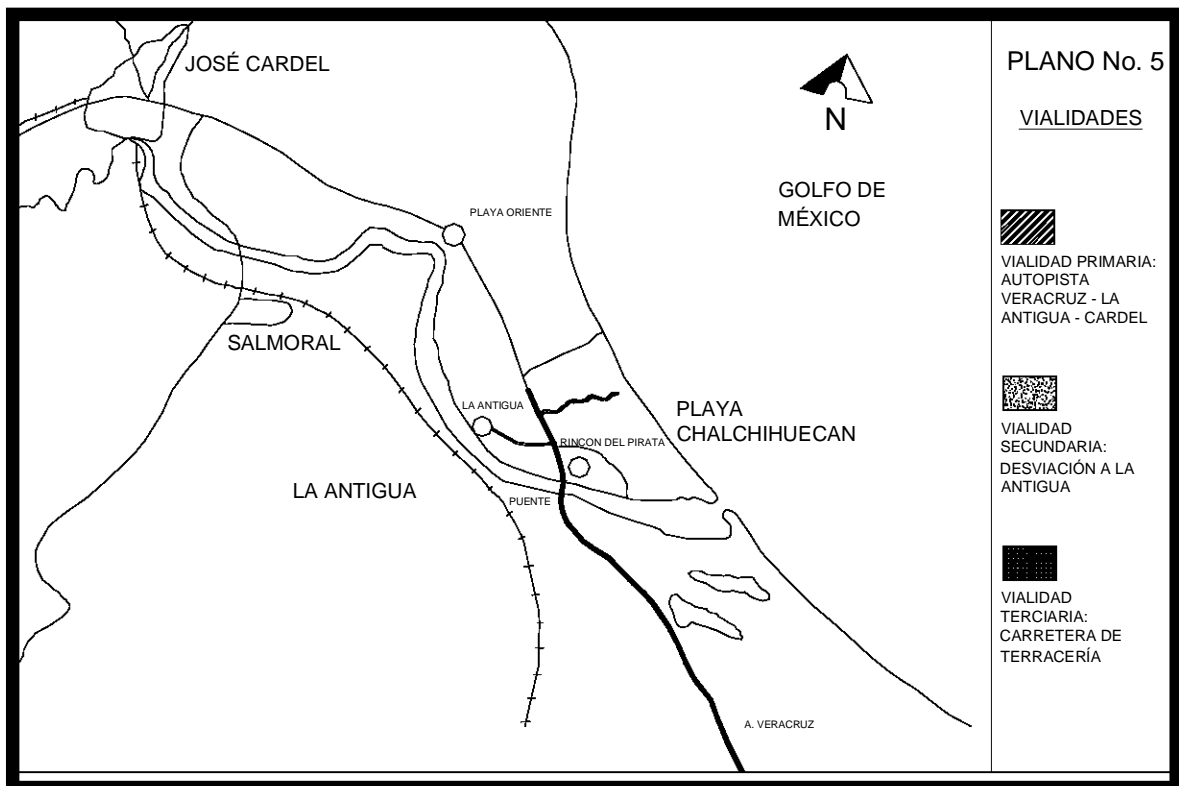 JOSÉ CARDEL
N
GOLFO DE
MÉXICO
PLAYA ORIENTE
SALMORAL
LA ANTIGUA
PLAYA
CHALCHIHUECAN
RINCON DEL PIRATA
LA ANTIGUA
PUENTE
A. VERACRUZ
PLANO No. 5
VIALIDADES
VIALIDAD PRIMARIA:
AUTOPISTA
VERACRUZ - LA
ANTIGUA - CARDEL
VIALIDAD
SECUNDARIA:
DESVIACIÓN A LA
ANTIGUA
VIALIDAD
TERCIARIA:
CARRETERA DE
TERRACERÍA